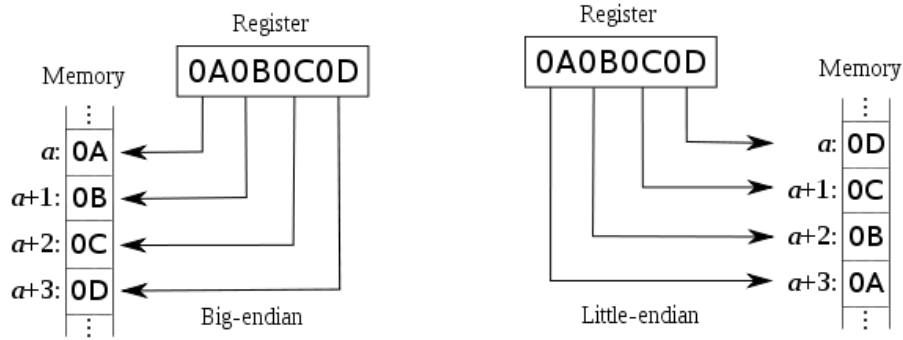 Register
0A0B0C0D
Memory
⋮
a: 0A
a+1: 0B
a+2: 0C
a+3: 0D
⋮
Big-endian
Register
0A0B0C0D
Memory
⋮
a: 0D
a+1: 0C
a+2: 0B
a+3: 0A
⋮
Little-endian